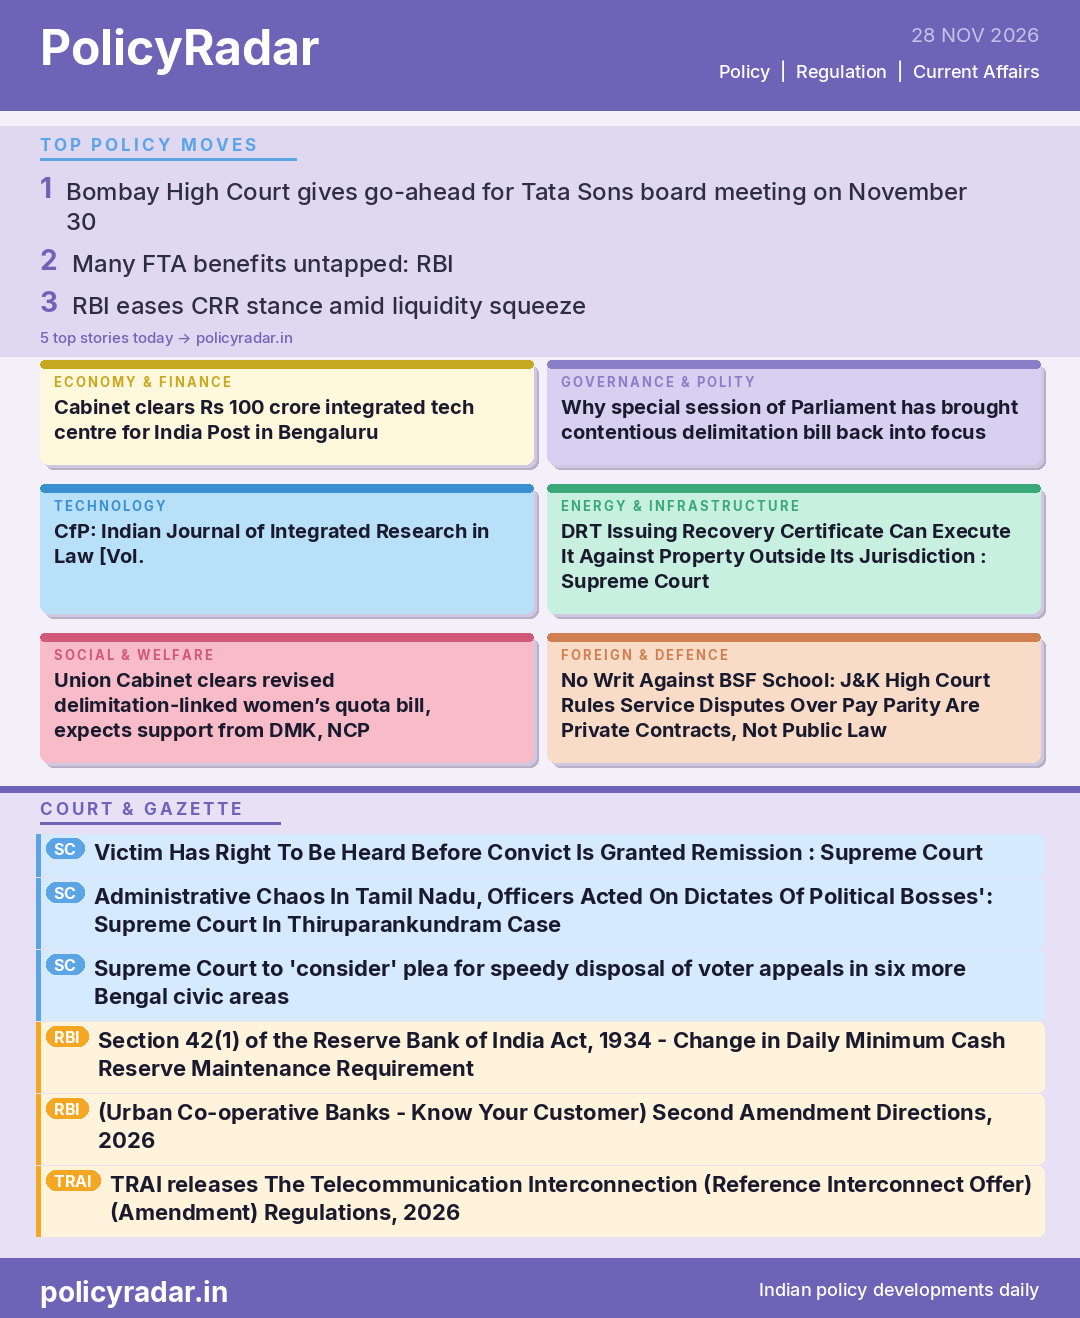 PolicyRadar
28 NOV 2026
Policy | Regulation | Current Affairs
TOP POLICY MOVES
1 Bombay High Court gives go-ahead for Tata Sons board meeting on November
30
2 Many FTA benefits untapped: RBI
3 RBI eases CRR stance amid liquidity squeeze
5 top stories today → policyradar.in
ECONOMY & FINANCE
Cabinet clears Rs 100 crore integrated tech
centre for India Post in Bengaluru
GOVERNANCE & POLITY
Why special session of Parliament has brought
contentious delimitation bill back into focus
TECHNOLOGY
CfP: Indian Journal of Integrated Research in
Law [Vol.
ENERGY & INFRASTRUCTURE
DRT Issuing Recovery Certificate Can Execute
It Against Property Outside Its Jurisdiction :
Supreme Court
SOCIAL & WELFARE
Union Cabinet clears revised
delimitation-linked women’s quota bill,
expects support from DMK, NCP
FOREIGN & DEFENCE
No Writ Against BSF School: J&K High Court
Rules Service Disputes Over Pay Parity Are
Private Contracts, Not Public Law
COURT & GAZETTE
SC Victim Has Right To Be Heard Before Convict Is Granted Remission : Supreme Court
SC Administrative Chaos In Tamil Nadu, Officers Acted On Dictates Of Political Bosses':
Supreme Court In Thiruparankundram Case
SC Supreme Court to 'consider' plea for speedy disposal of voter appeals in six more
Bengal civic areas
RBI Section 42(1) of the Reserve Bank of India Act, 1934 - Change in Daily Minimum Cash
Reserve Maintenance Requirement
RBI (Urban Co-operative Banks - Know Your Customer) Second Amendment Directions,
2026
TRAI TRAI releases The Telecommunication Interconnection (Reference Interconnect Offer)
(Amendment) Regulations, 2026
policyradar.in
Indian policy developments daily